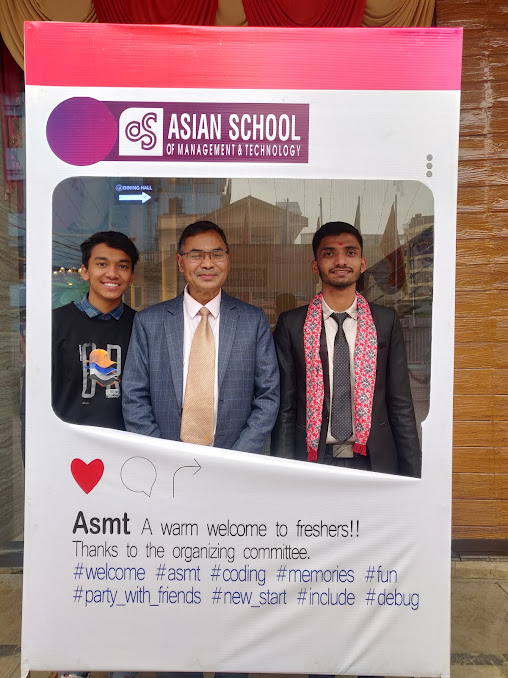 ASIAN SCHOOL
OF MANAGEMENT & TECHNOLOGY
DINING HALL
Asmt A warm welcome to freshers!!
Thanks to the organizing committee.
#welcome #asmt #coding #memories #fun
#party_with_friends #new_start #include #debug